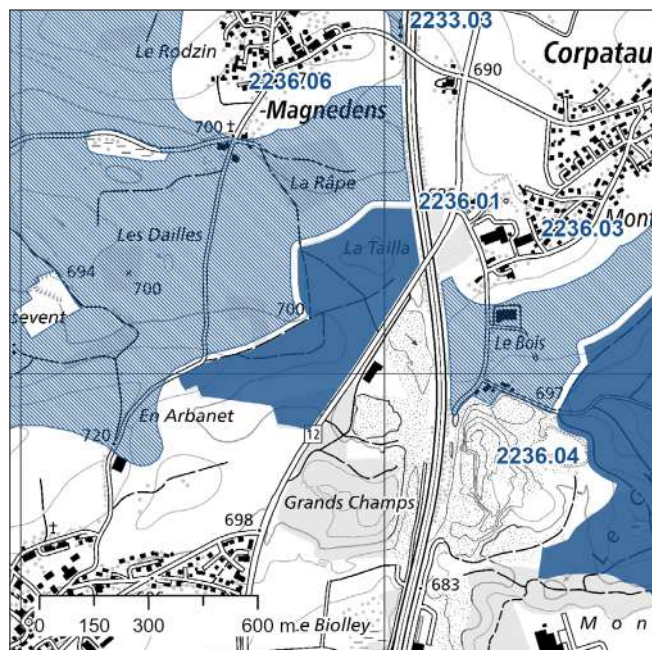 2233.03
Le Rodzin
Corpatau
690
2236.06
Magnedens
700
La Râpe
2236.01
2236.03
Mont
Les Dailles
La Tailla
694
700
700
sevent
Le Bois
697
En Arbanet
720
12
2236.04
Grands Champs
698
683
0 150 300 600 m
e Biolley
M o n